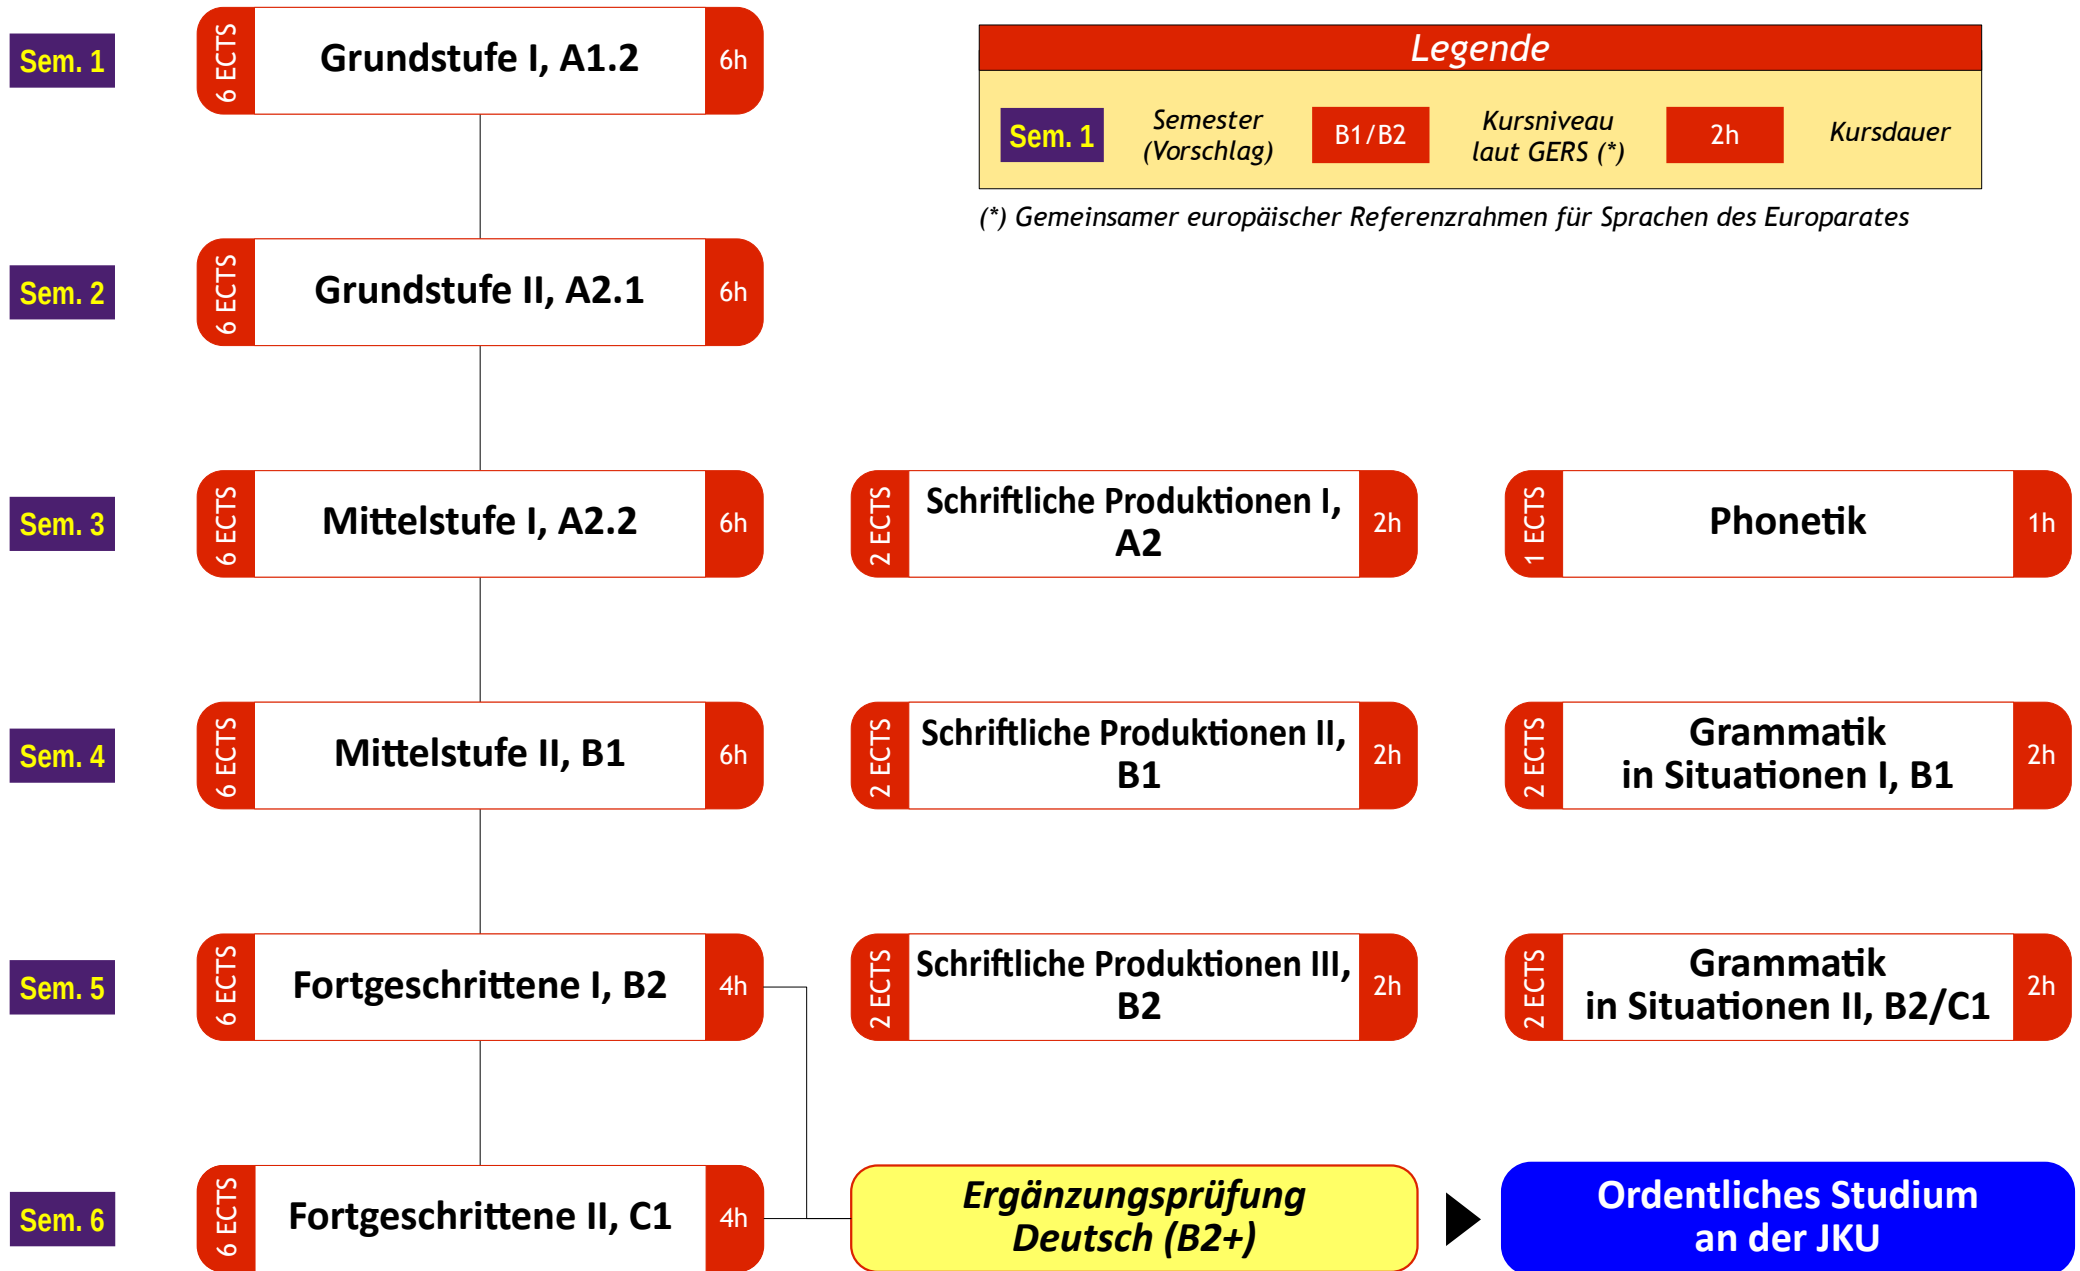 Sem. 1
6 ECTS
Grundstufe I, A1.2
6h
Legende
Sem. 1
Semester
(Vorschlag)
B1/B2
Kursniveau
laut GERS (*)
2h
Kursdauer
(*) Gemeinsamer europäischer Referenzrahmen für Sprachen des Europarates
Sem. 2
6 ECTS
Grundstufe II, A2.1
6h
Sem. 3
6 ECTS
Mittelstufe I, A2.2
6h
2 ECTS
Schriftliche Produktionen I,
A2
2h
1 ECTS
Phonetik
1h
Sem. 4
6 ECTS
Mittelstufe II, B1
6h
2 ECTS
Schriftliche Produktionen II,
B1
2h
2 ECTS
Grammatik
in Situationen I, B1
2h
Sem. 5
6 ECTS
Fortgeschrittene I, B2
4h
2 ECTS
Schriftliche Produktionen III,
B2
2h
2 ECTS
Grammatik
in Situationen II, B2/C1
2h
Sem. 6
6 ECTS
Fortgeschrittene II, C1
4h
Ergänzungsprüfung
Deutsch (B2+)
Ordentliches Studium
an der JKU